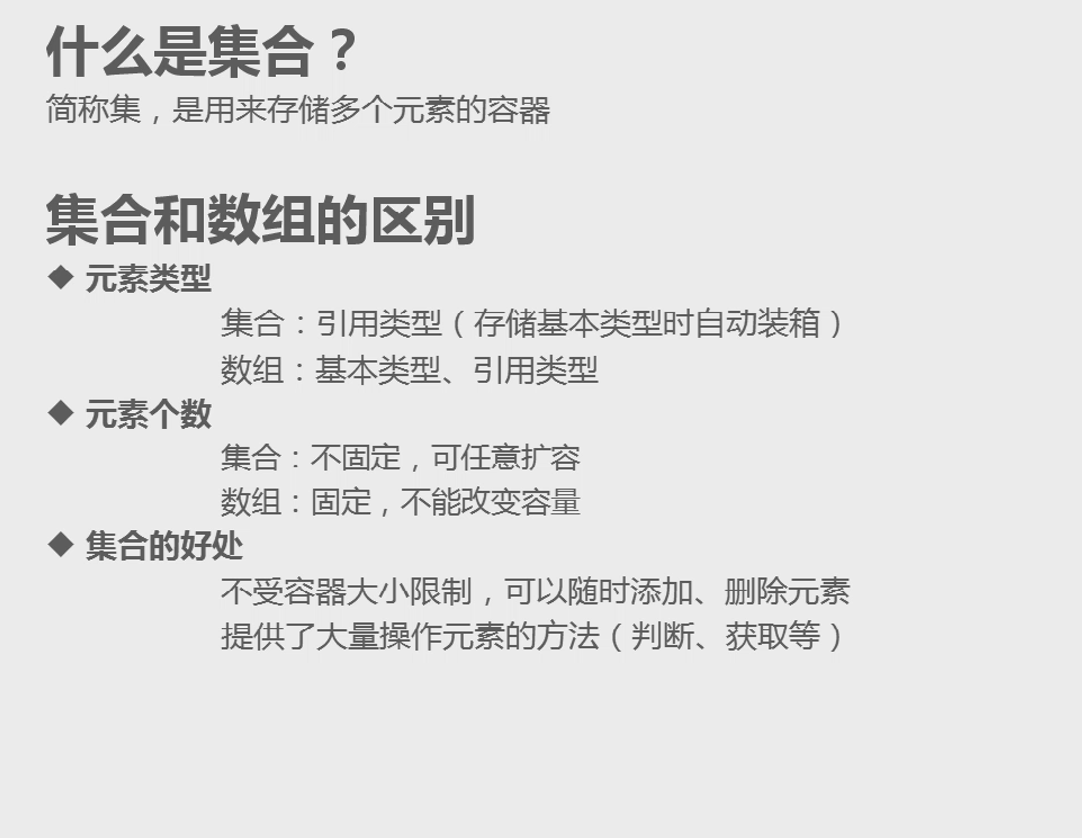 什么是集合？
简称集，是用来存储多个元素的容器
集合和数组的区别
◆ 元素类型
集合：引用类型（存储基本类型时自动装箱）
数组：基本类型、引用类型
◆ 元素个数
集合：不固定，可任意扩容
数组：固定，不能改变容量
◆ 集合的好处
不受容器大小限制，可以随时添加、删除元素
提供了大量操作元素的方法（判断、获取等）